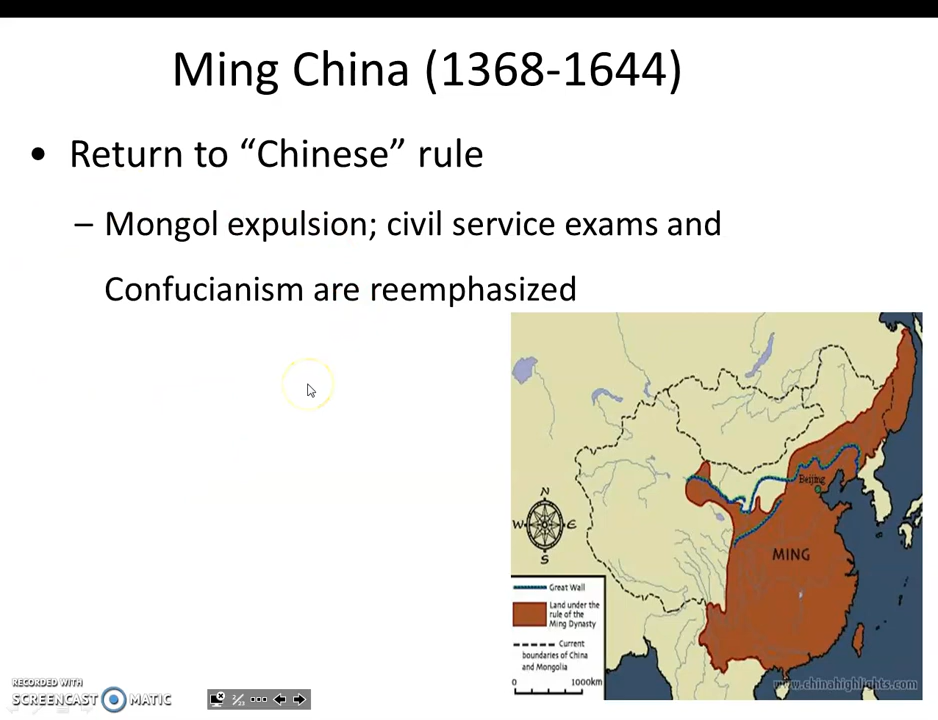 Ming China (1368-1644)
• Return to “Chinese” rule
– Mongol expulsion; civil service exams and
Confucianism are reemphasized
Beijing
N
W E
S
MING
Great Wall
Land under the
rule of the
Ming Dynasty
Current
boundaries of China
and Mongolia
0 1000km
www.chinahighlights.com
RECORDED WITH
SCREENCAST MATIC